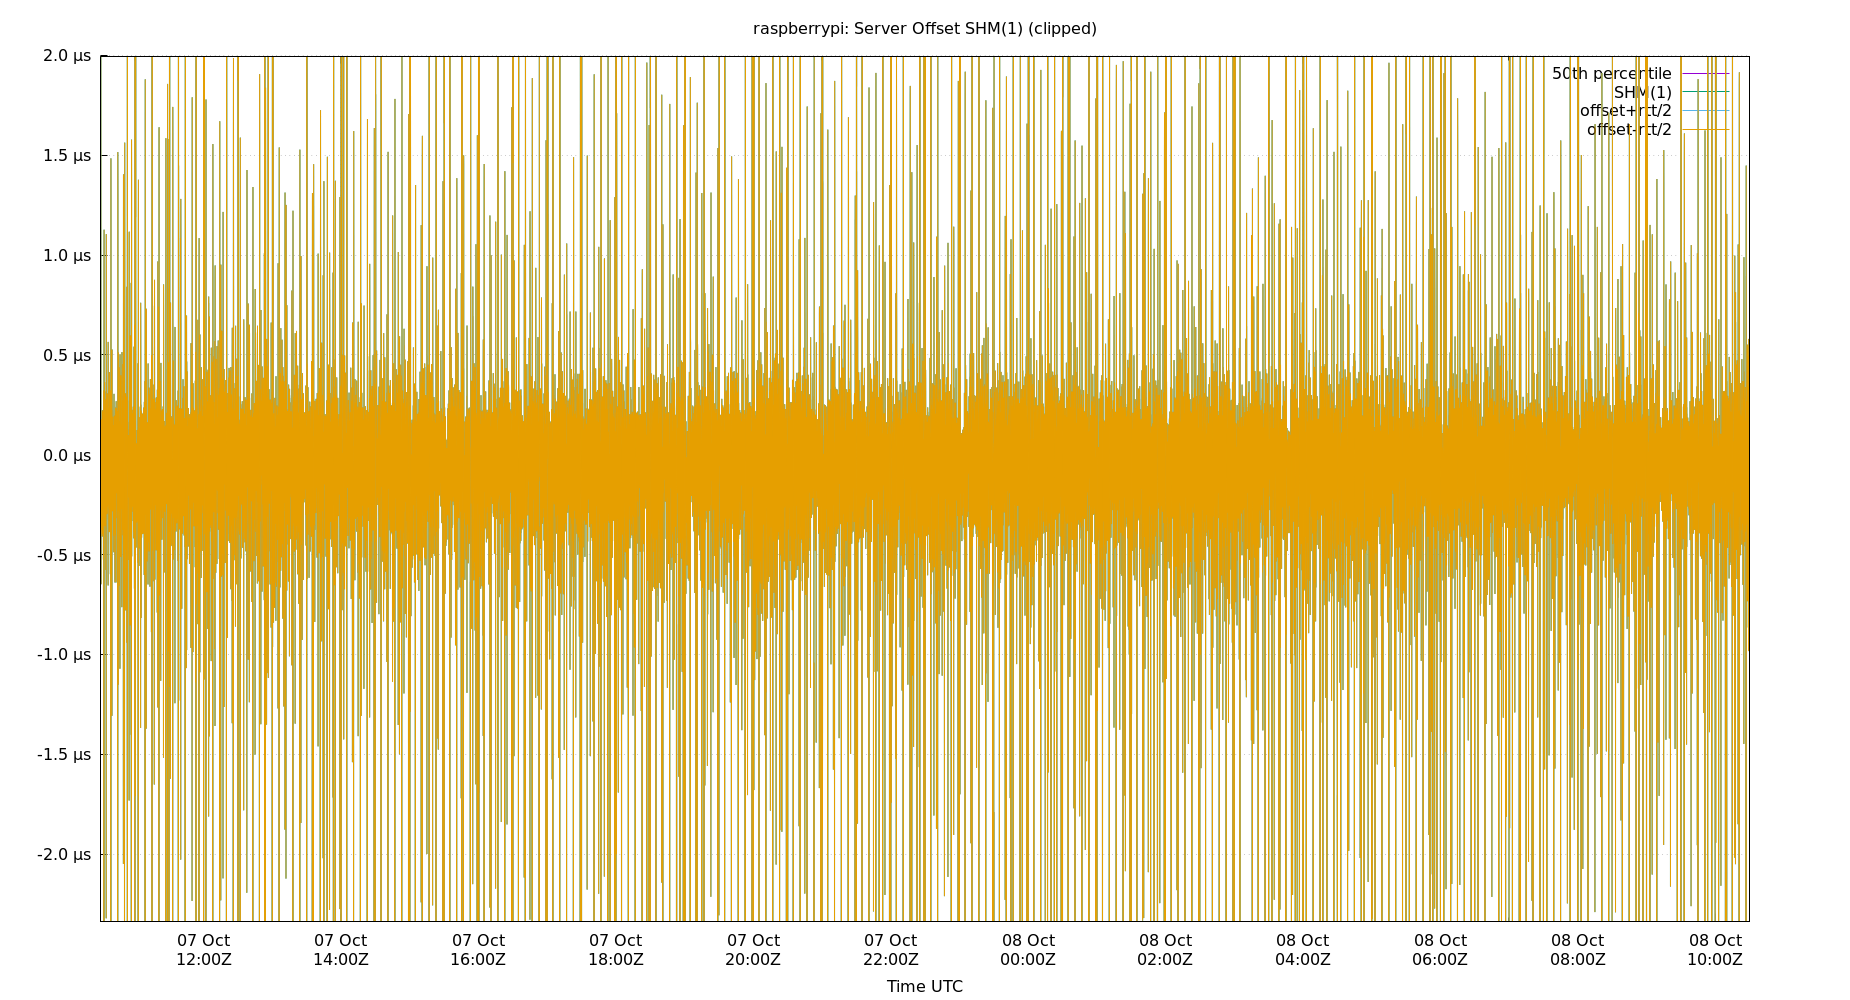 raspberrypi: Server Offset SHM(1) (clipped)
2.0 µs
1.5 µs
1.0 µs
0.5 µs
0.0 µs
-0.5 µs
-1.0 µs
-1.5 µs
-2.0 µs
50th percentile
SHM(1)
offset+rtt/2
offset-rtt/2
07 Oct 07 Oct 07 Oct 07 Oct 07 Oct 07 Oct 08 Oct 08 Oct 08 Oct 08 Oct 08 Oct 08 Oct
12:00Z 14:00Z 16:00Z 18:00Z 20:00Z 22:00Z 00:00Z 02:00Z 04:00Z 06:00Z 08:00Z 10:00Z
Time UTC